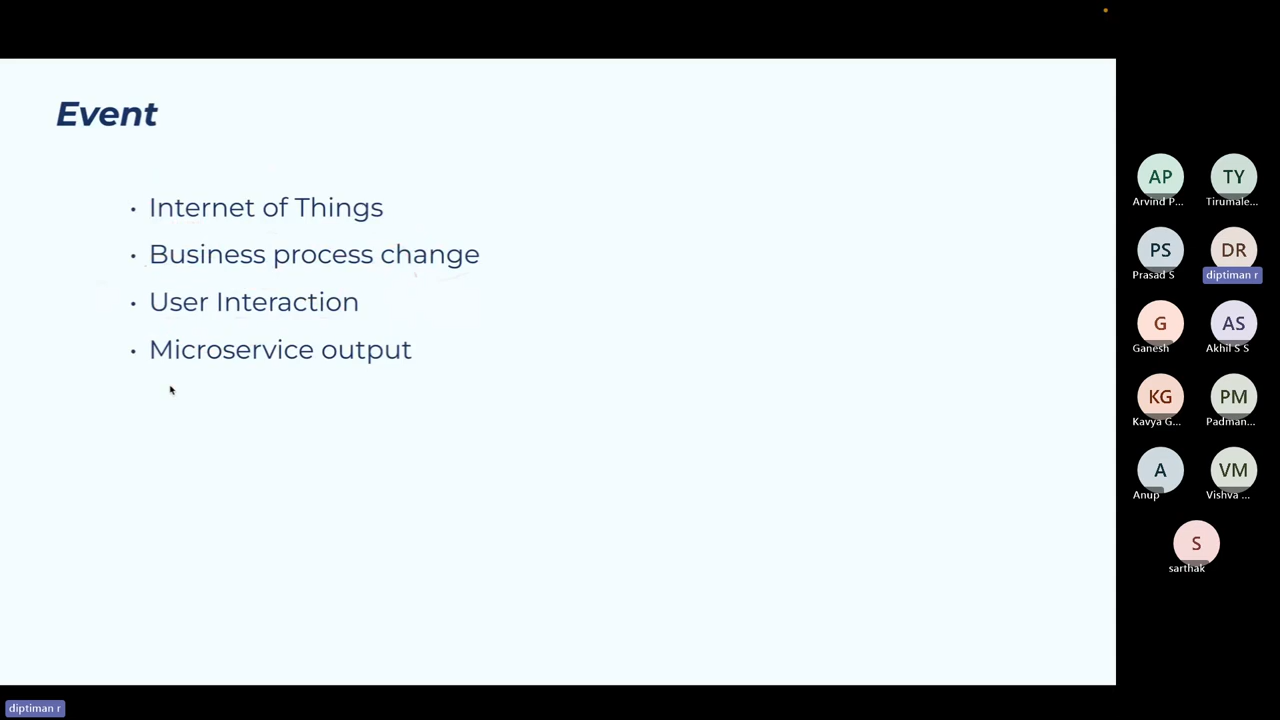 Event
• Internet of Things
• Business process change
• User Interaction
• Microservice output
AP
TY
Arvind P...
Tirumale...
PS
DR
Prasad S
diptiman r
G
AS
Ganesh
Akhil S S
KG
PM
Kavya G...
Padman...
A
VM
Anup
Vishva ...
S
sarthak
diptiman r